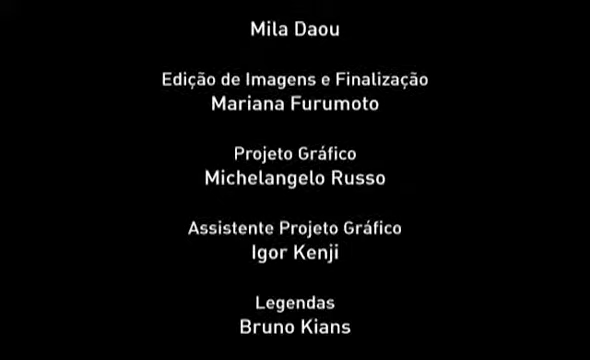 Mila Daou
Edição de Imagens e Finalização
Mariana Furumoto
Projeto Gráfico
Michelangelo Russo
Assistente Projeto Gráfico
Igor Kenji
Legendas
Bruno Kians